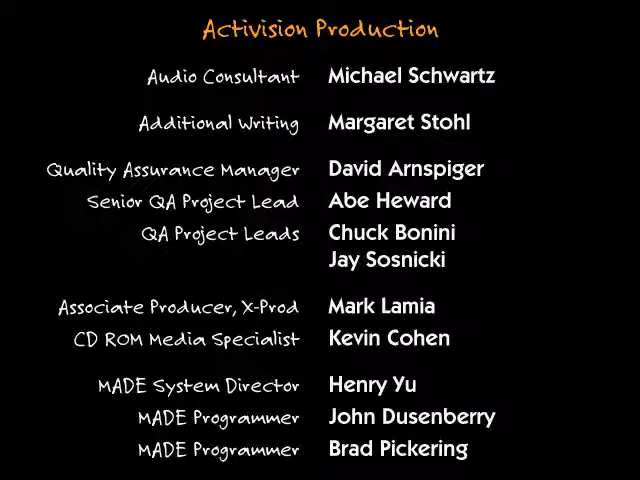 Activision Production
Audio Consultant Michael Schwartz
Additional Writing Margaret Stohl
Quality Assurance Manager David Arnspiger
Senior QA Project Lead Abe Heward
QA Project Leads Chuck Bonini
Jay Sosnicki
Associate Producer, X-Prod Mark Lamia
CD ROM Media Specialist Kevin Cohen
MADE System Director Henry Yu
MADE Programmer John Dusenberry
MADE Programmer Brad Pickering